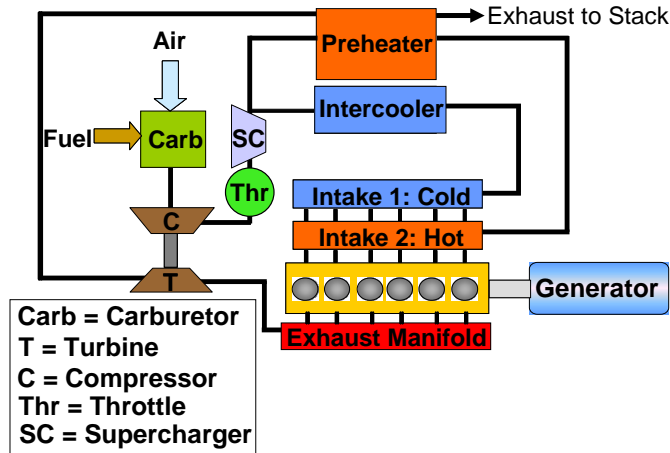 Exhaust to Stack
Preheater
Air
Intercooler
Fuel
Carb
SC
Thr
Intake 1: Cold
C
Intake 2: Hot
T
Generator
Exhaust Manifold
Carb = Carburetor
T = Turbine
C = Compressor
Thr = Throttle
SC = Supercharger